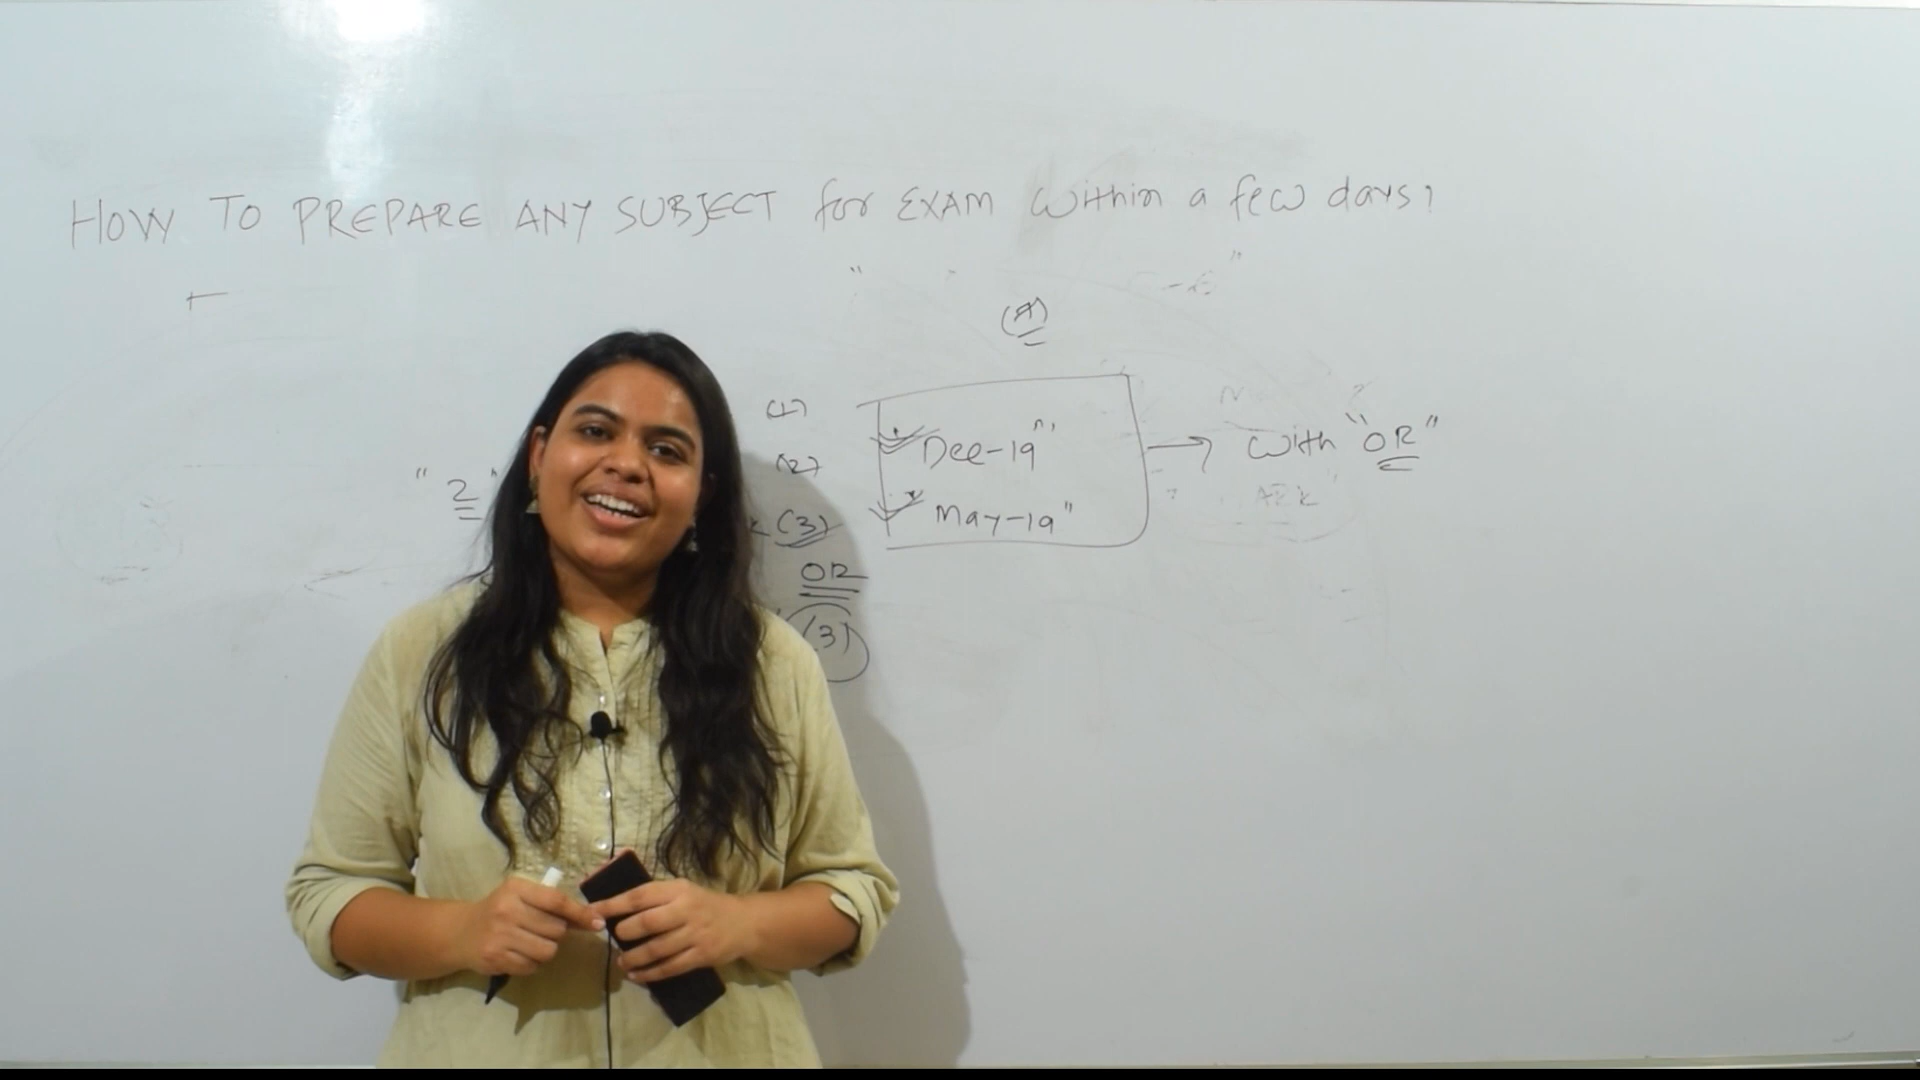 HOW TO PREPARE ANY SUBJECT for EXAM within a few days?
(A)
(1)
(2) Dec-19"
with "OR"
"2"
(3) May-19"
OR
(3)